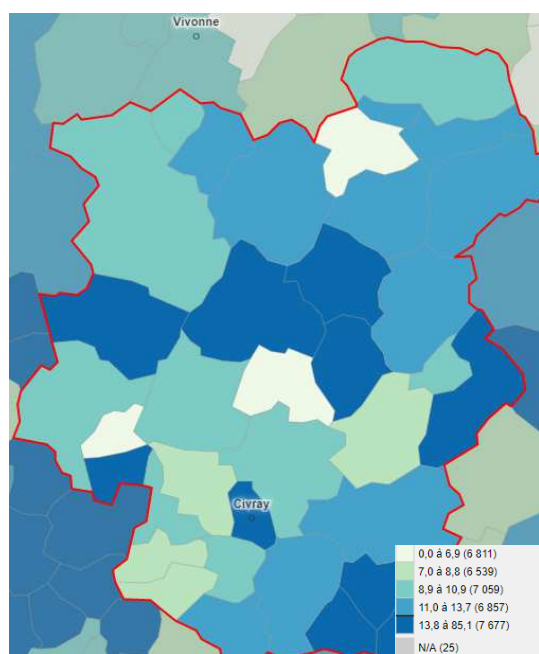 Vivonne
Civray
0,0 à 6,9 (6 811)
7,0 à 8,8 (6 539)
8,9 à 10,9 (7 059)
11,0 à 13,7 (6 857)
13,8 à 85,1 (7 677)
N/A (25)